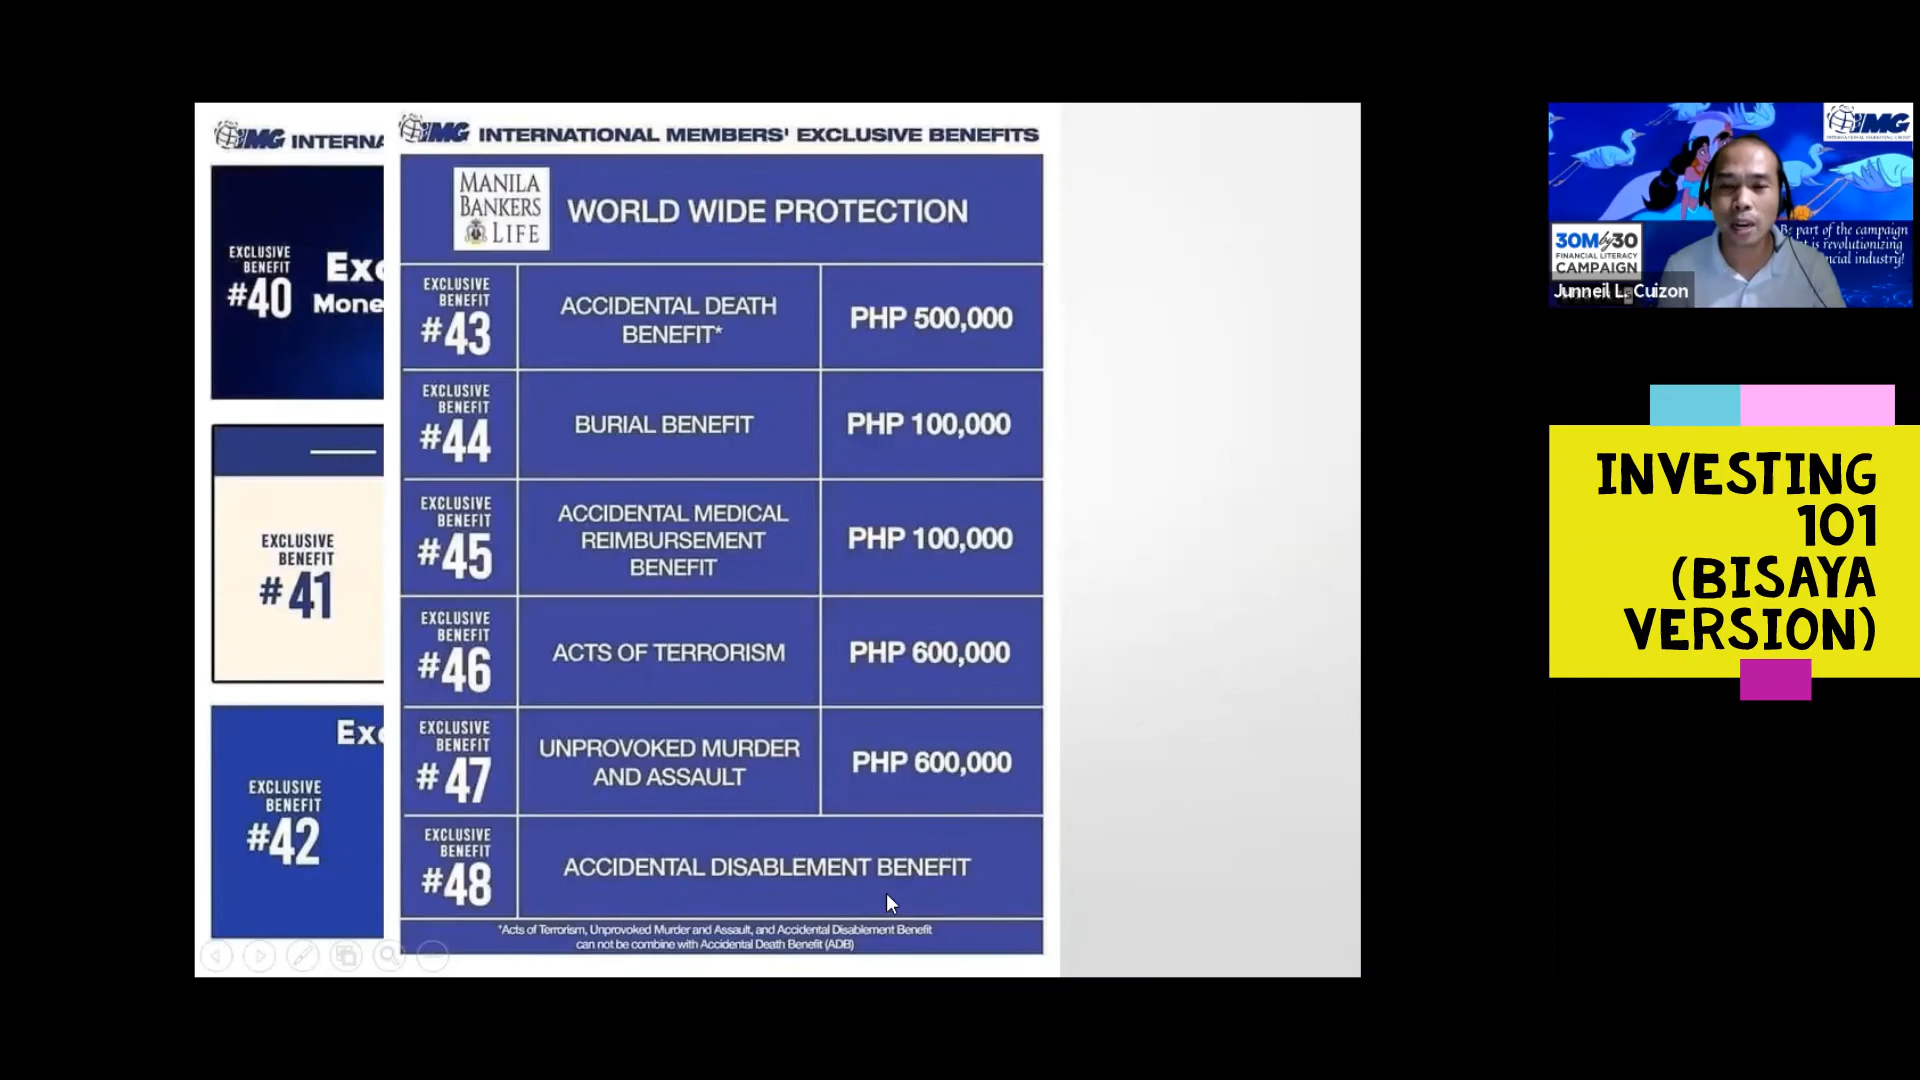 IMG INTERNA
EXCLUSIVE
BENEFIT
#40
Exc
Mone
EXCLUSIVE
BENEFIT
#41
Exc
EXCLUSIVE
BENEFIT
#42
IMG INTERNATIONAL MEMBERS' EXCLUSIVE BENEFITS
MANILA
BANKERS
LIFE
WORLD WIDE PROTECTION
EXCLUSIVE
BENEFIT
#43
ACCIDENTAL DEATH
BENEFIT*
PHP 500,000
EXCLUSIVE
BENEFIT
#44
BURIAL BENEFIT
PHP 100,000
EXCLUSIVE
BENEFIT
#45
ACCIDENTAL MEDICAL
REIMBURSEMENT
BENEFIT
PHP 100,000
EXCLUSIVE
BENEFIT
#46
ACTS OF TERRORISM
PHP 600,000
EXCLUSIVE
BENEFIT
#47
UNPROVOKED MURDER
AND ASSAULT
PHP 600,000
EXCLUSIVE
BENEFIT
#48
ACCIDENTAL DISABLEMENT BENEFIT
*Acts of Terrorism, Unprovoked Murder and Assault, and Accidental Disablement Benefit
can not be combine with Accidental Death Benefit (ADB)
IMG
30M by 30
FINANCIAL LITERACY
CAMPAIGN
Be part of the campaign
is revolutionizing
ncial industry!
Junneil L. Cuizon
INVESTING
101
(BISAYA
VERSION)